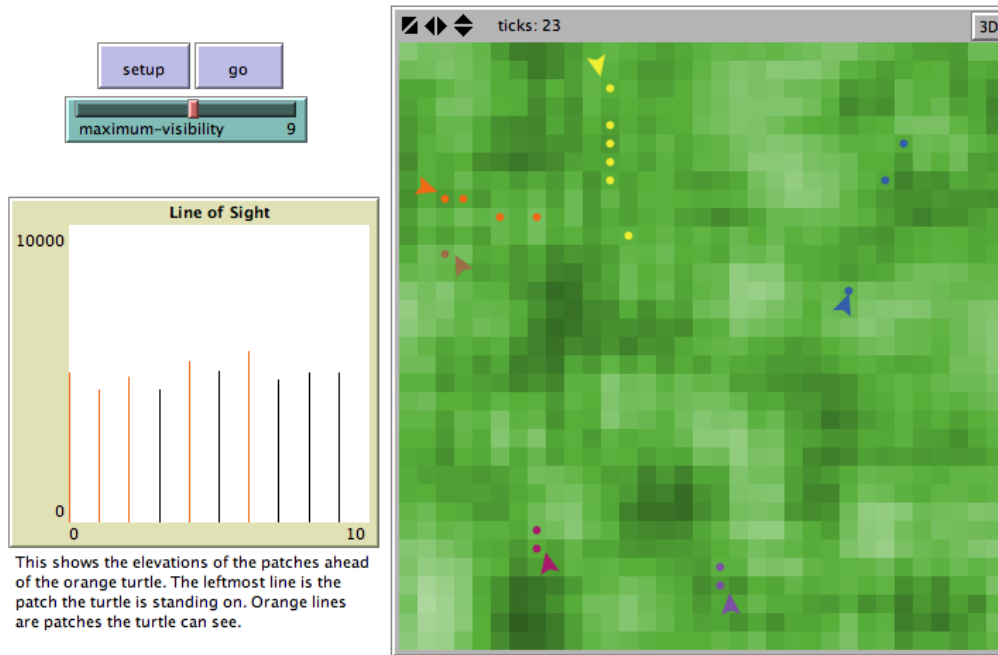 ticks: 23
3D
setup
go
maximum-visibility 9
Line of Sight
10000
0
0 10
This shows the elevations of the patches ahead
of the orange turtle. The leftmost line is the
patch the turtle is standing on. Orange lines
are patches the turtle can see.